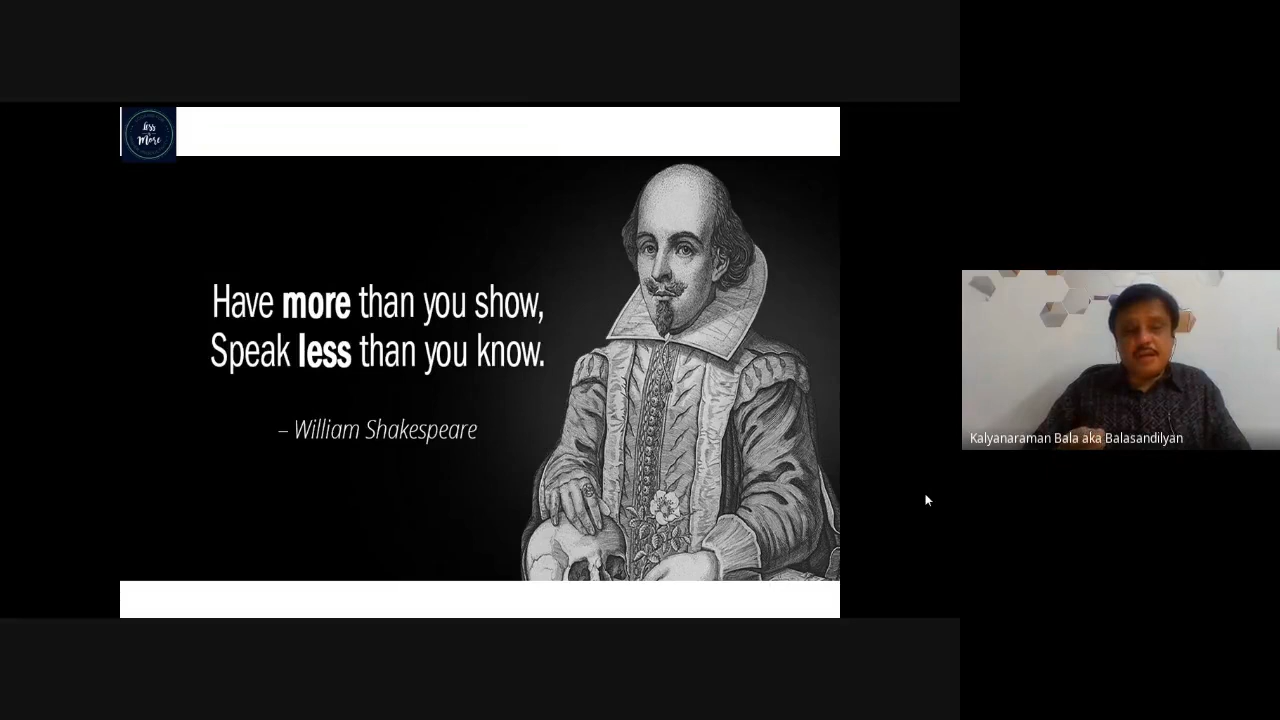 less
More
Have more than you show,
Speak less than you know.
– William Shakespeare
Kalyanaraman Bala aka Balasandilyan